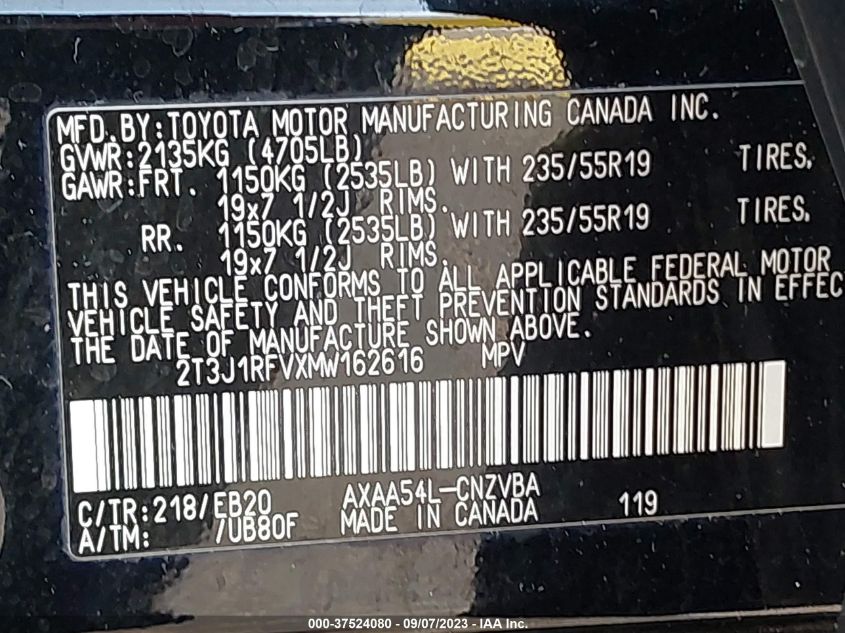 MFD.BY:TOYOTA MOTOR MANUFACTURING CANADA INC.
GVWR:2135KG (4705LB)
GAWR:FRT. 1150KG (2535LB) WITH 235/55R19 TIRES,
19x7 1/2J RIMS.
RR. 1150KG (2535LB) WITH 235/55R19 TIRES,
19x7 1/2J RIMS.
THIS VEHICLE CONFORMS TO ALL APPLICABLE FEDERAL MOTOR
VEHICLE SAFETY AND THEFT PREVENTION STANDARDS IN EFFEC
THE DATE OF MANUFACTURE SHOWN ABOVE.
2T3J1RFVXMW162616 MPV
C/TR:218/EB20 AXAA54L-CNZVBA 119
A/TM: /UB80F MADE IN CANADA
000-37524080 - 09/07/2023 - IAA Inc.